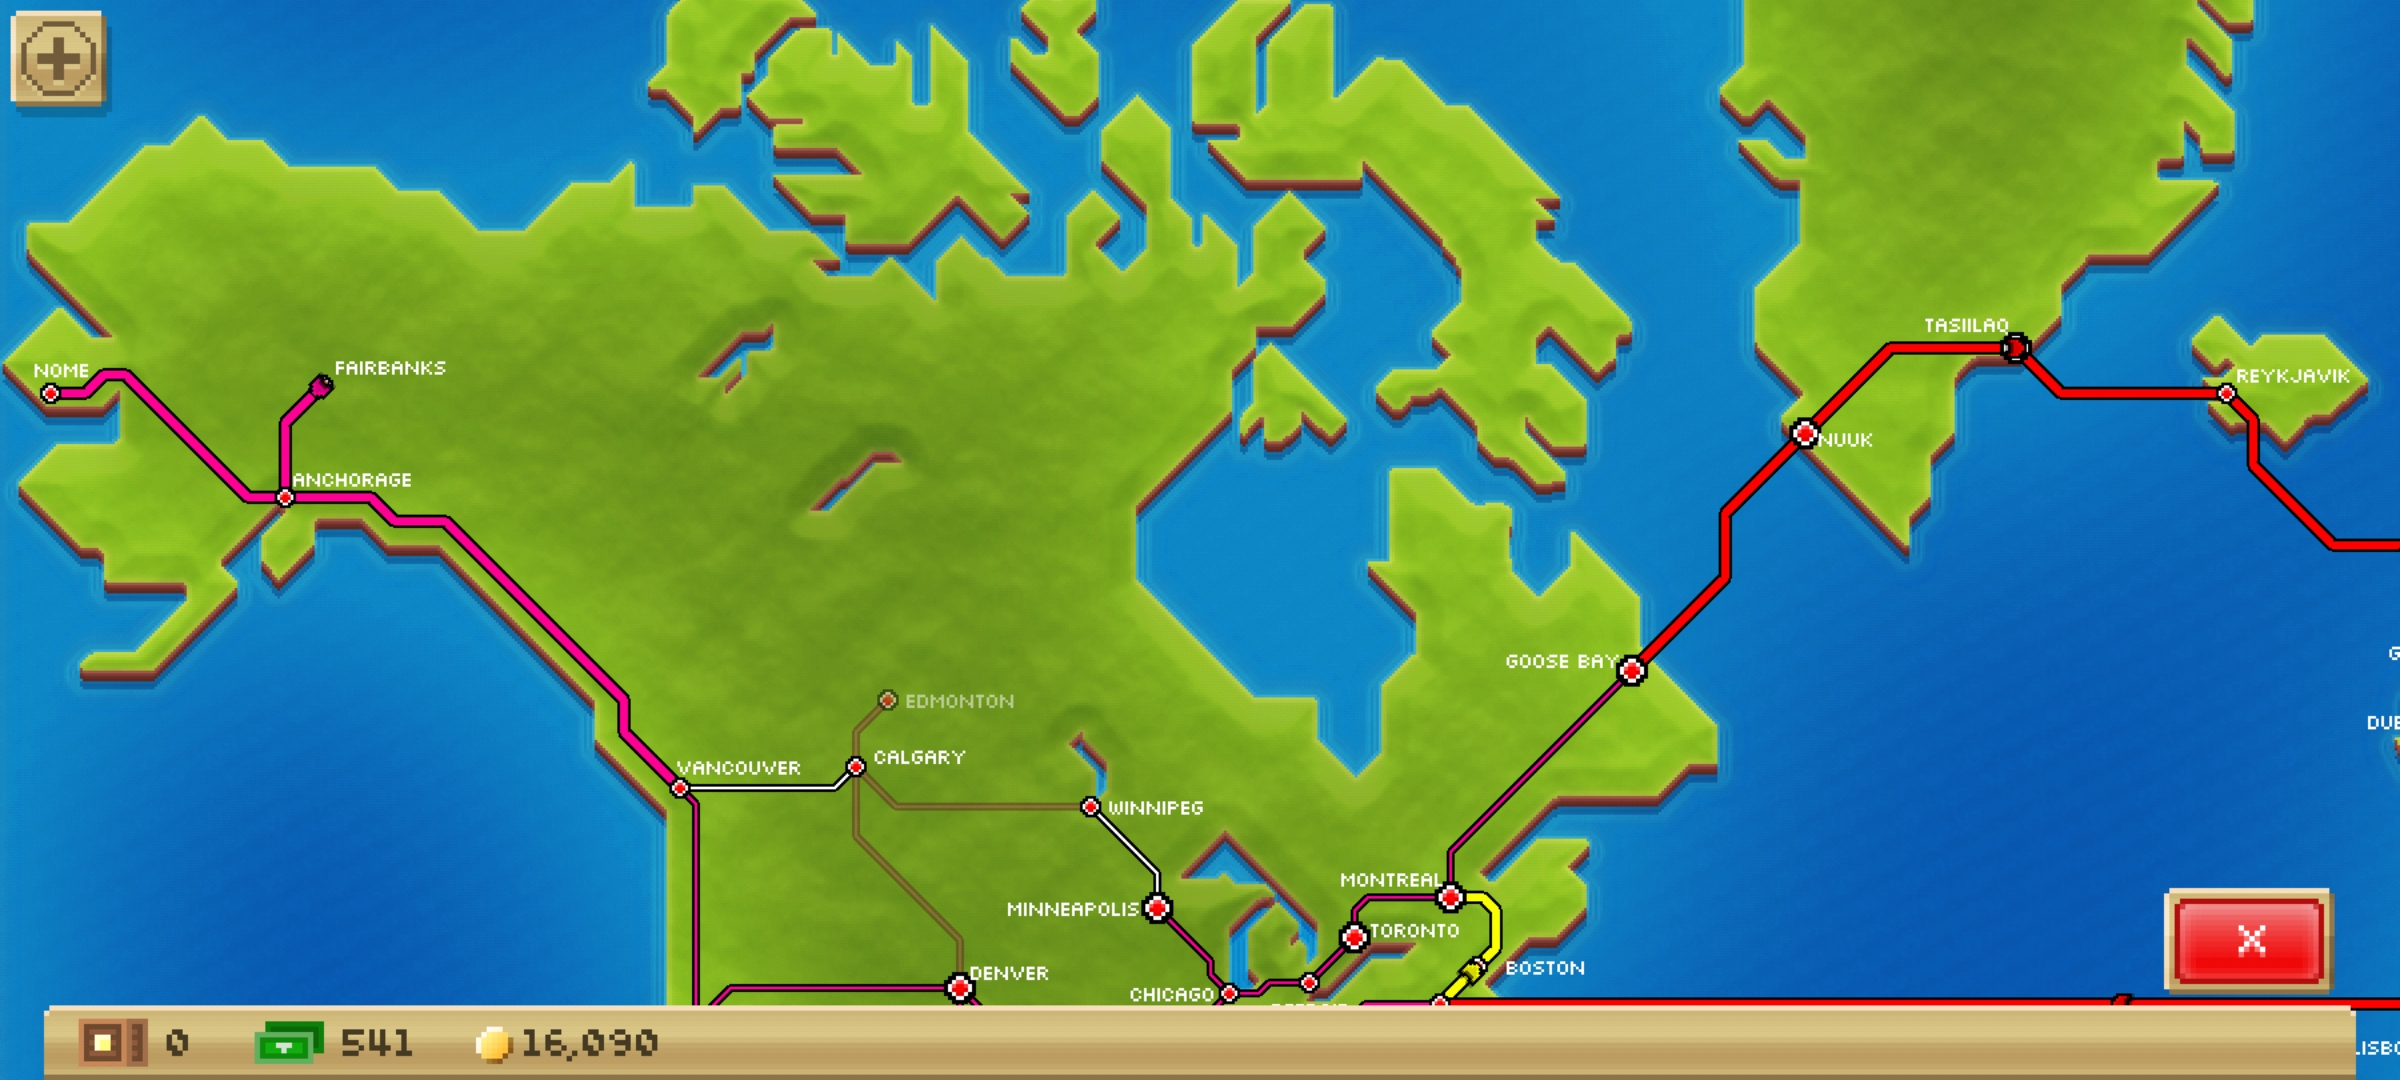 TASIILAQ
NOME
FAIRBANKS
REYKJAVIK
NUUK
ANCHORAGE
GOOSE BAY
EDMONTON
CALGARY
VANCOUVER
WINNIPEG
MONTREAL
MINNEAPOLIS
TORONTO
BOSTON
DENVER
CHICAGO
0
541
16,090